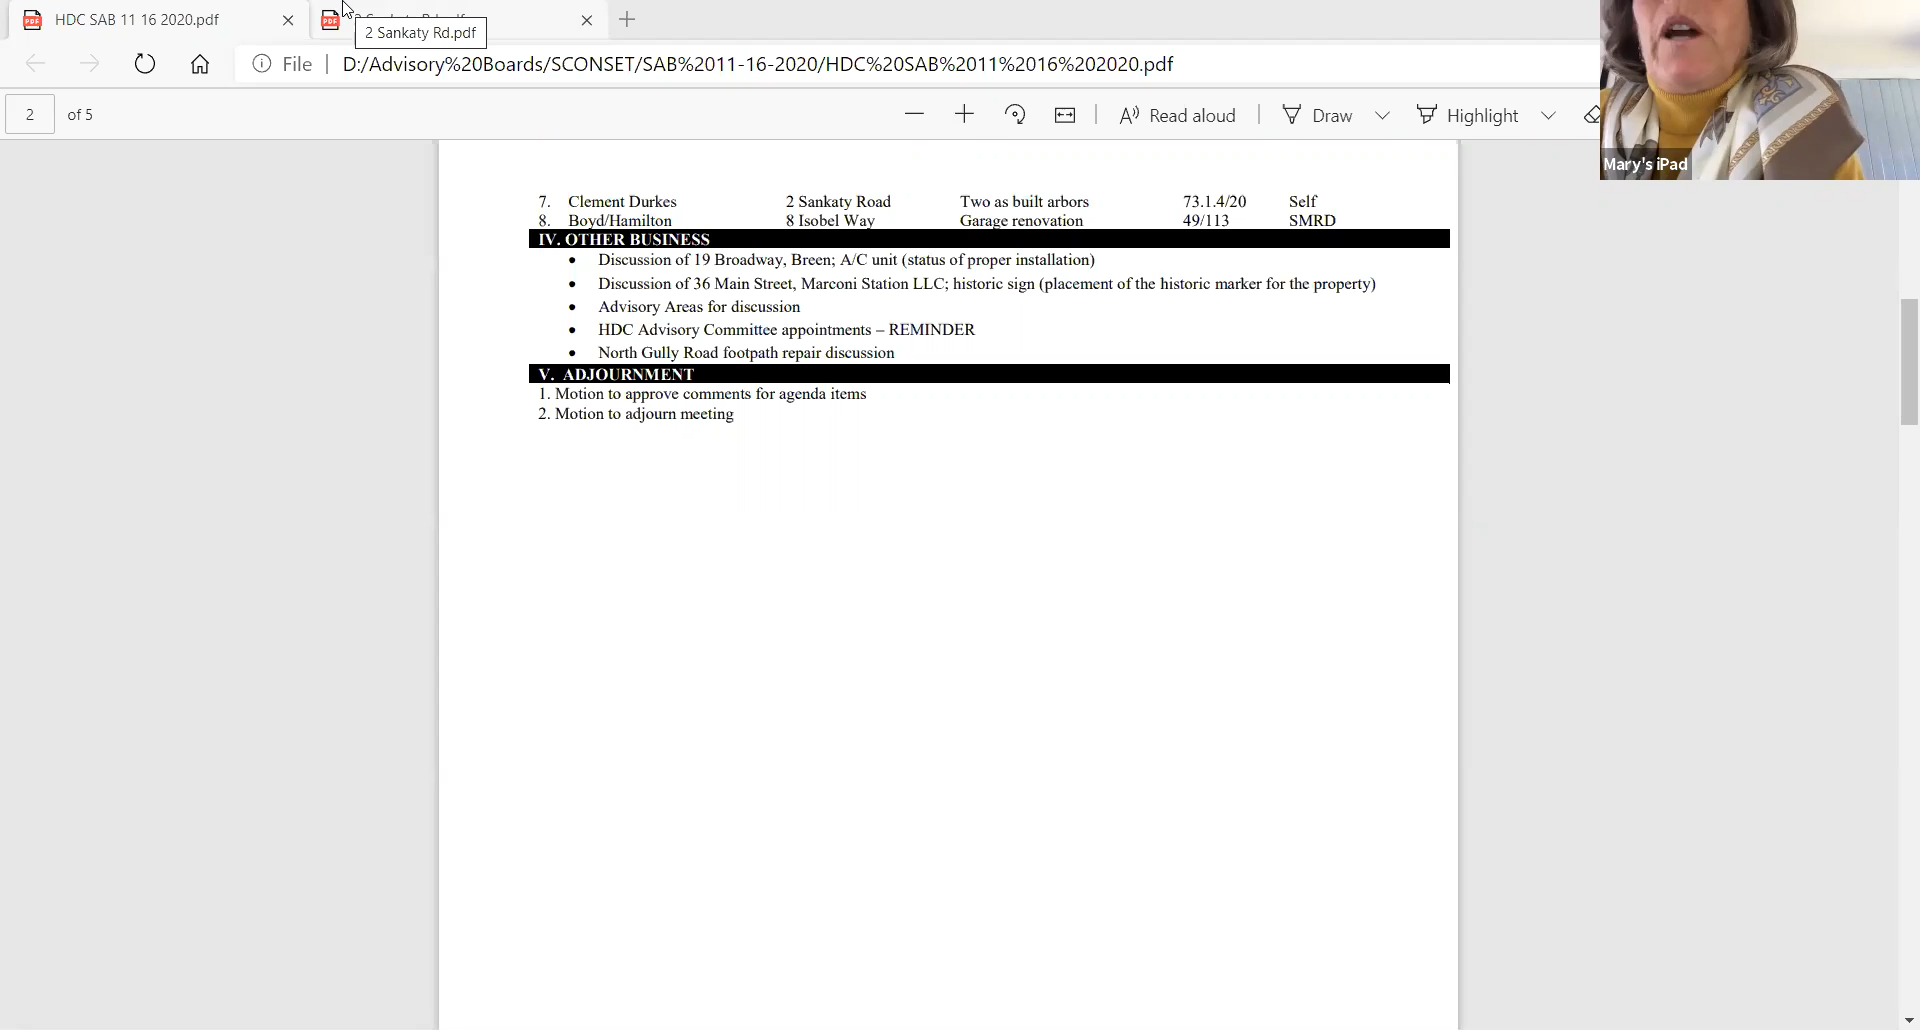 HDC SAB 11 16 2020.pdf
2 Sankaty Rd.pdf
File
D:/Advisory%20Boards/SCONSET/SAB%2011-16-2020/HDC%20SAB%2011%2016%202020.pdf
2 of 5
Read aloud
Draw
Highlight
Mary's iPad
7. Clement Durkes 2 Sankaty Road Two as built arbors 73.1.4/20 Self
8. Boyd/Hamilton 8 Isobel Way Garage renovation 49/113 SMRD
IV. OTHER BUSINESS
• Discussion of 19 Broadway, Breen; A/C unit (status of proper installation)
• Discussion of 36 Main Street, Marconi Station LLC; historic sign (placement of the historic marker for the property)
• Advisory Areas for discussion
• HDC Advisory Committee appointments – REMINDER
• North Gully Road footpath repair discussion
V. ADJOURNMENT
1. Motion to approve comments for agenda items
2. Motion to adjourn meeting